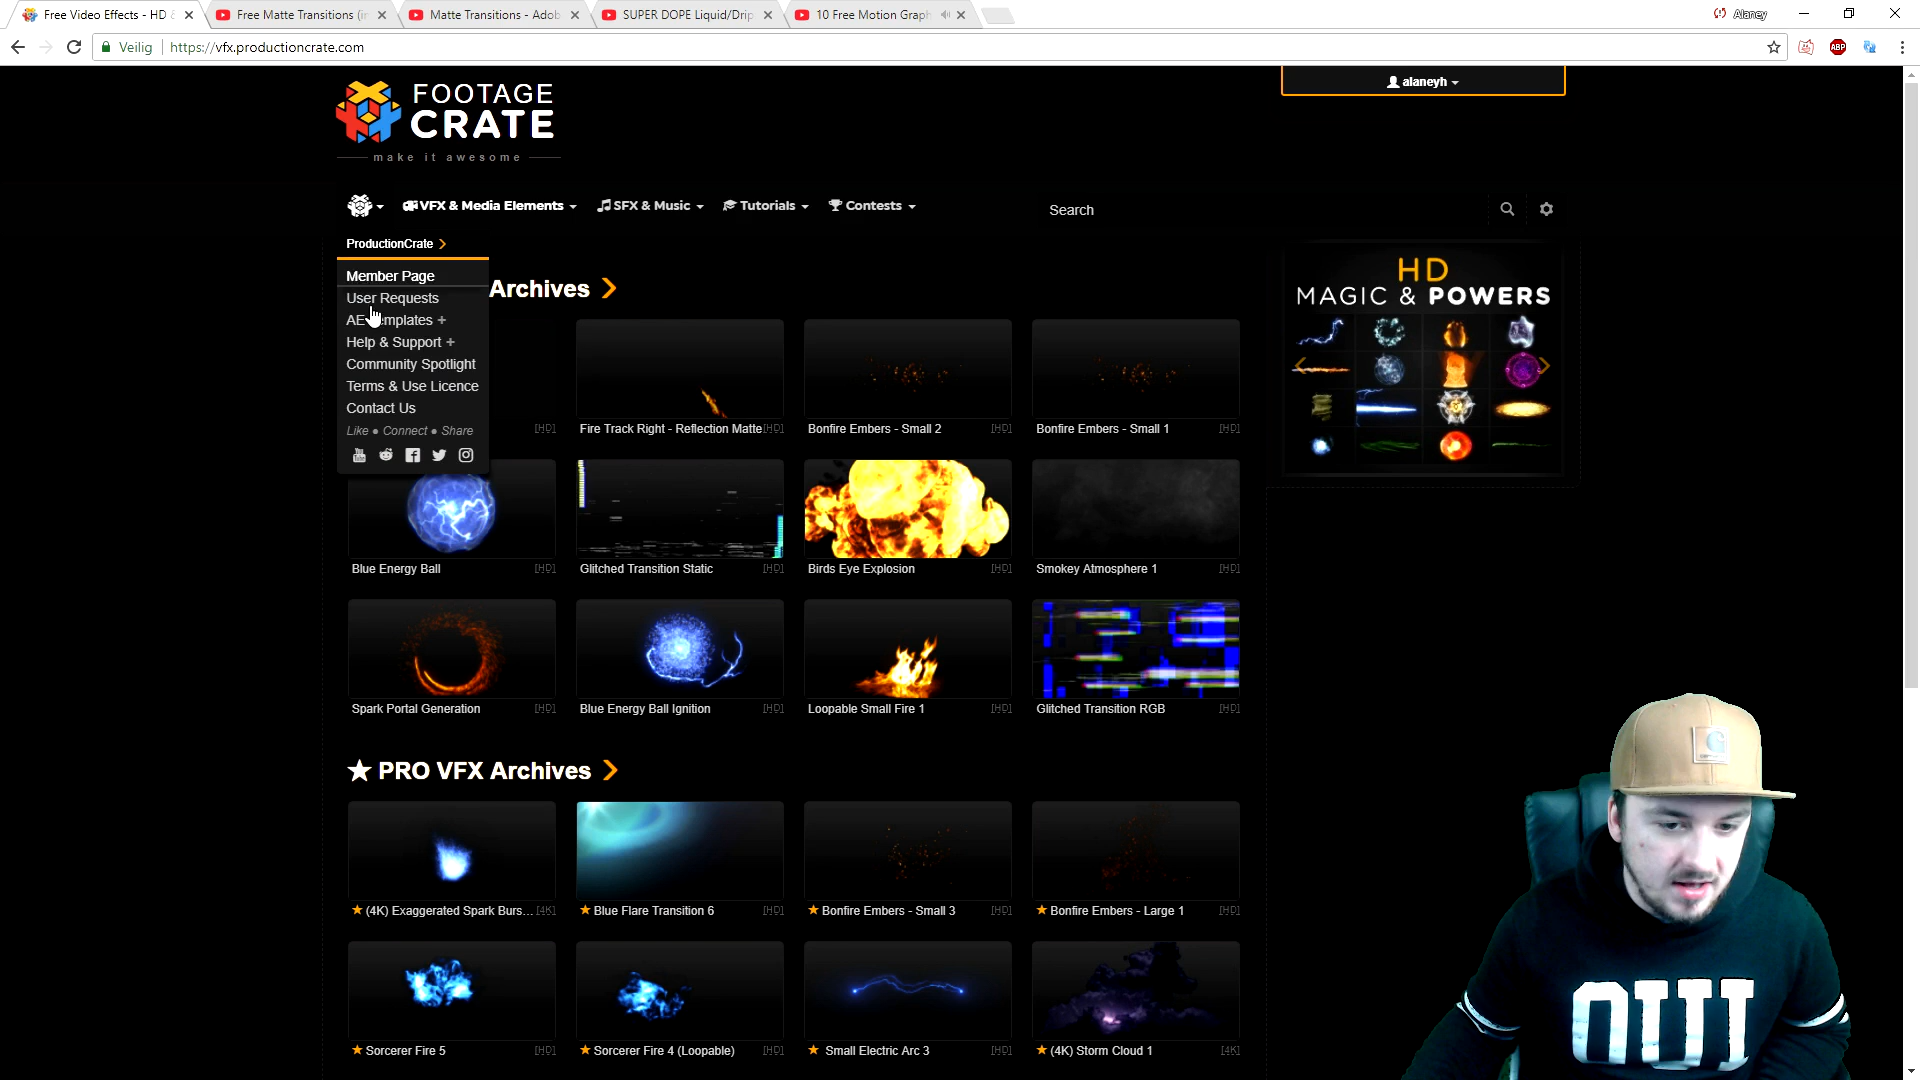 Free Video Effects - HD &
Free Matte Transitions (in
Matte Transitions - Adob
SUPER DOPE Liquid/Drip
10 Free Motion Graph
Alaney
Veilig
https://vfx.productioncrate.com
ABP
FOOTAGE
CRATE
make it awesome
alaneyh
VFX & Media Elements
SFX & Music
Tutorials
Contests
Search
ProductionCrate
Member Page
User Requests
AE Templates +
Help & Support +
Community Spotlight
Terms & Use Licence
Contact Us
Like • Connect • Share
Archives
HD
MAGIC & POWERS
[HD]
Fire Track Right - Reflection Matte [HD]
Bonfire Embers - Small 2 [HD]
Bonfire Embers - Small 1 [HD]
Blue Energy Ball [HD]
Glitched Transition Static [HD]
Birds Eye Explosion [HD]
Smokey Atmosphere 1 [HD]
Spark Portal Generation [HD]
Blue Energy Ball Ignition [HD]
Loopable Small Fire 1 [HD]
Glitched Transition RGB [HD]
PRO VFX Archives
(4K) Exaggerated Spark Burs... [4K]
Blue Flare Transition 6 [HD]
Bonfire Embers - Small 3 [HD]
Bonfire Embers - Large 1 [HD]
Sorcerer Fire 5 [HD]
Sorcerer Fire 4 (Loopable) [HD]
Small Electric Arc 3 [HD]
(4K) Storm Cloud 1 [4K]
OUI